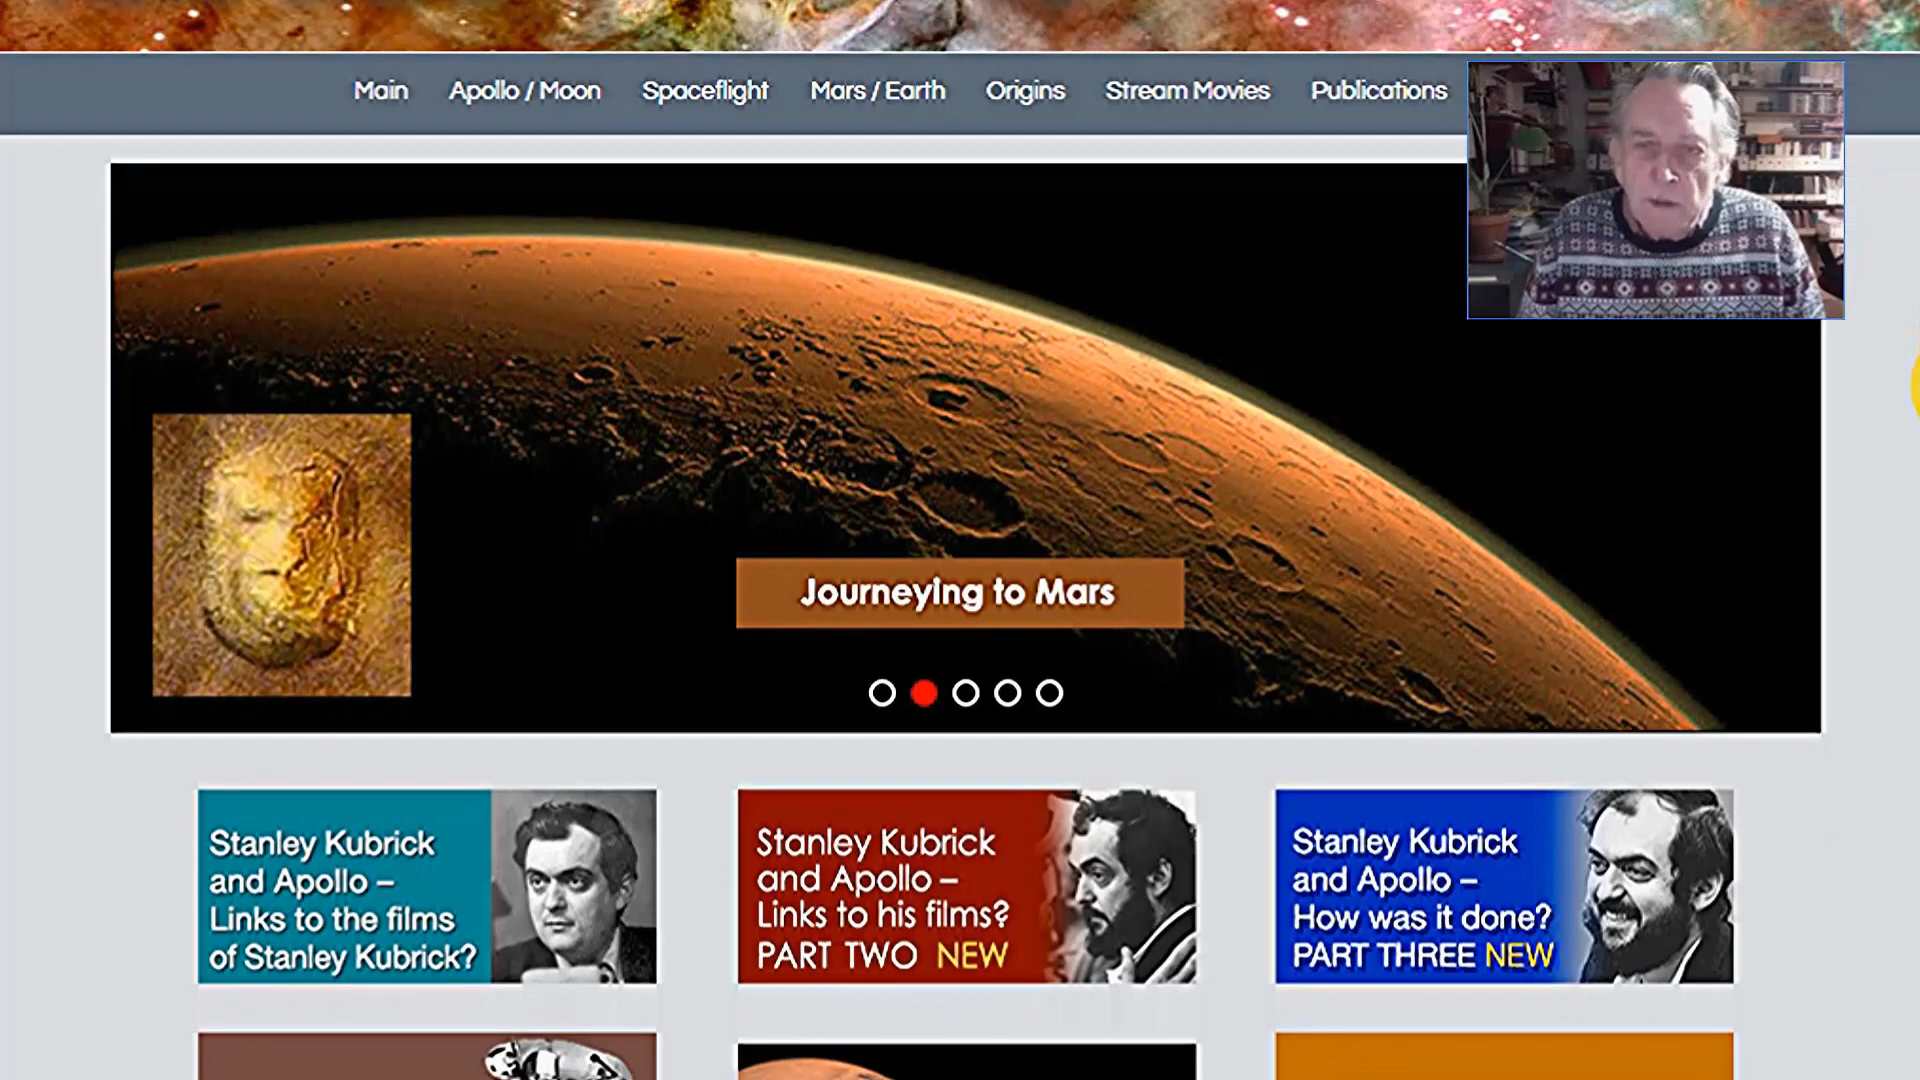 Main Apollo / Moon Spaceflight Mars / Earth Origins Stream Movies Publications
Journeying to Mars
Stanley Kubrick
and Apollo –
Links to the films
of Stanley Kubrick?
Stanley Kubrick
and Apollo –
Links to his films?
PART TWO NEW
Stanley Kubrick
and Apollo –
How was it done?
PART THREE NEW